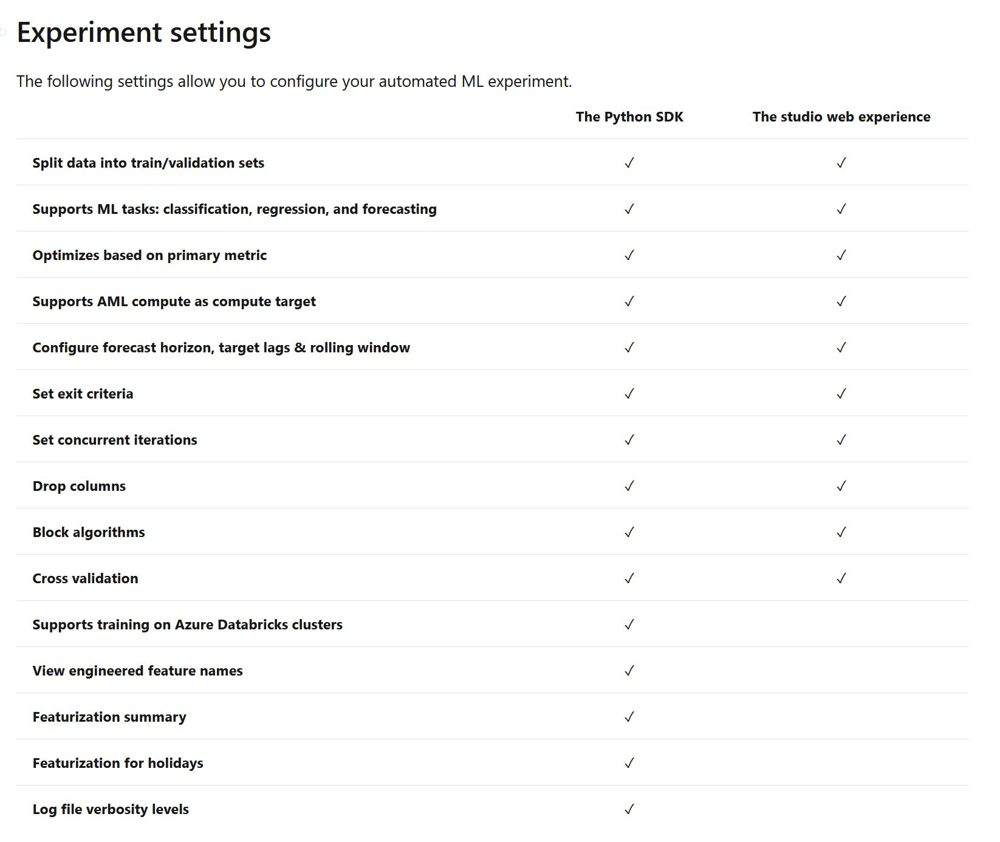 Experiment settings
The following settings allow you to configure your automated ML experiment.
The Python SDK The studio web experience
Split data into train/validation sets ✓ ✓
Supports ML tasks: classification, regression, and forecasting ✓ ✓
Optimizes based on primary metric ✓ ✓
Supports AML compute as compute target ✓ ✓
Configure forecast horizon, target lags & rolling window ✓ ✓
Set exit criteria ✓ ✓
Set concurrent iterations ✓ ✓
Drop columns ✓ ✓
Block algorithms ✓ ✓
Cross validation ✓ ✓
Supports training on Azure Databricks clusters ✓
View engineered feature names ✓
Featurization summary ✓
Featurization for holidays ✓
Log file verbosity levels ✓